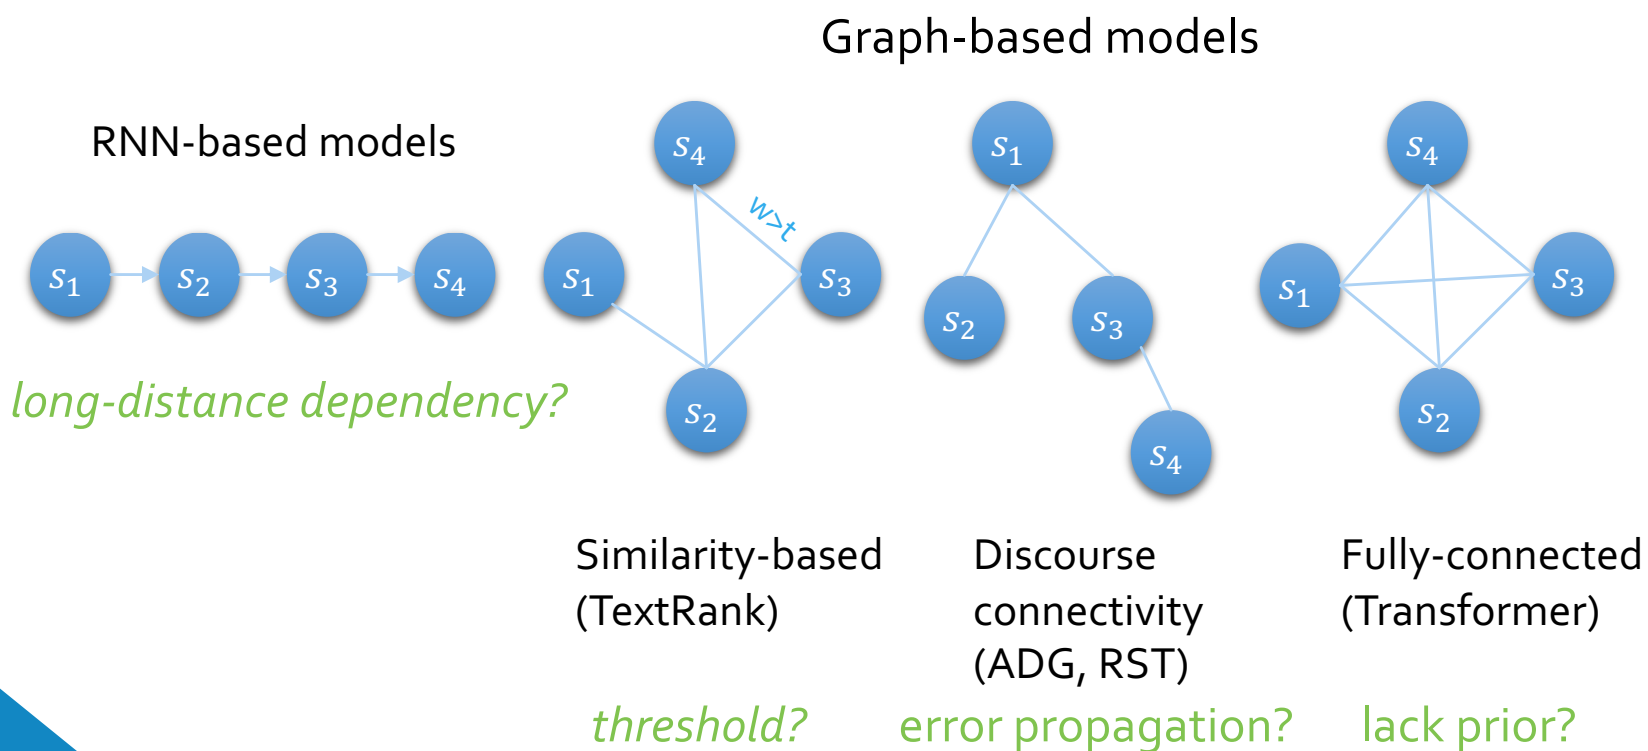 Graph-based models
RNN-based models
s₁
s₂
s₃
s₄
long-distance dependency?
s₄
w>t
s₁
s₃
s₂
Similarity-based
(TextRank)
threshold?
s₁
s₂
s₃
s₄
Discourse
connectivity
(ADG, RST)
error propagation?
s₄
s₁
s₃
s₂
Fully-connected
(Transformer)
lack prior?